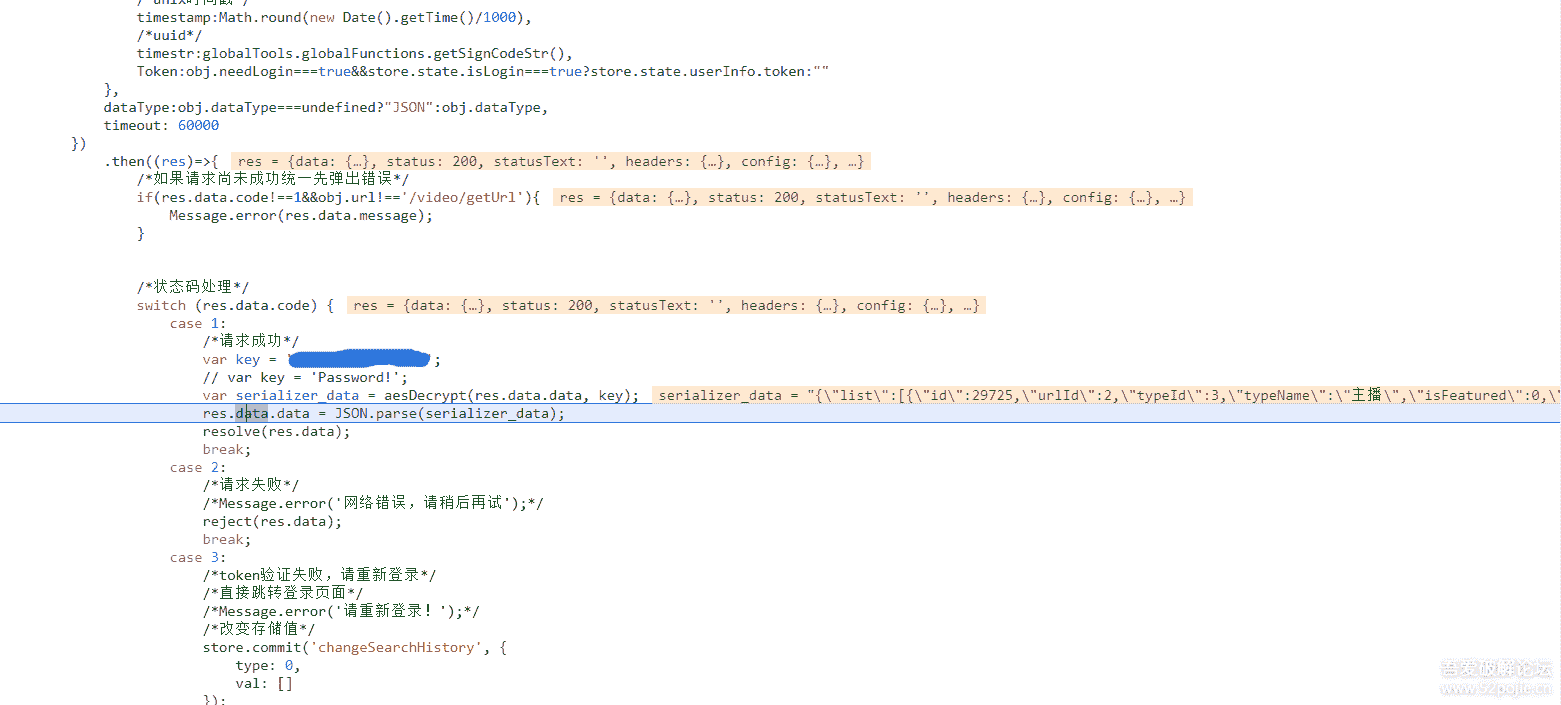 /*unix时间戳*/
timestamp:Math.round(new Date().getTime()/1000),
/*uuid*/
timestr:globalTools.globalFunctions.getSignCodeStr(),
Token:obj.needLogin===true&&store.state.isLogin===true?store.state.userInfo.token:""
},
dataType:obj.dataType===undefined?"JSON":obj.dataType,
timeout: 60000
})
.then((res)=>{ res = {data: {…}, status: 200, statusText: '', headers: {…}, config: {…}, …}
/*如果请求尚未成功统一先弹出错误*/
if(res.data.code!==1&&obj.url!=='/video/getUrl'){ res = {data: {…}, status: 200, statusText: '', headers: {…}, config: {…}, …}
Message.error(res.data.message);
}
/*状态码处理*/
switch (res.data.code) { res = {data: {…}, status: 200, statusText: '', headers: {…}, config: {…}, …}
case 1:
/*请求成功*/
var key = ;
// var key = 'Password!';
var serializer_data = aesDecrypt(res.data.data, key); serializer_data = "{\"list\":[{\"id\":29725,\"urlId\":2,\"typeId\":3,\"typeName\":\"主播\",\"isFeatured\":0,\
res.data.data = JSON.parse(serializer_data);
resolve(res.data);
break;
case 2:
/*请求失败*/
/*Message.error('网络错误，请稍后再试');*/
reject(res.data);
break;
case 3:
/*token验证失败，请重新登录*/
/*直接跳转登录页面*/
/*Message.error('请重新登录！');*/
/*改变存储值*/
store.commit('changeSearchHistory', {
type: 0,
val: []
});
吾爱破解论坛
www.52pojie.cn